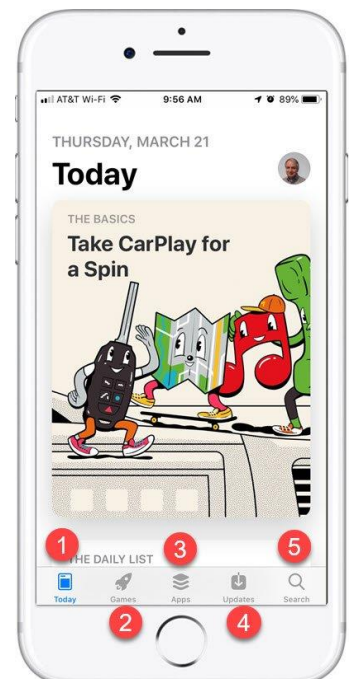 AT&T Wi-Fi 9:56 AM 89%
THURSDAY, MARCH 21
Today
THE BASICS
Take CarPlay for
a Spin
1 3 5
THE DAILY LIST
Today Games Apps Updates Search
2 4